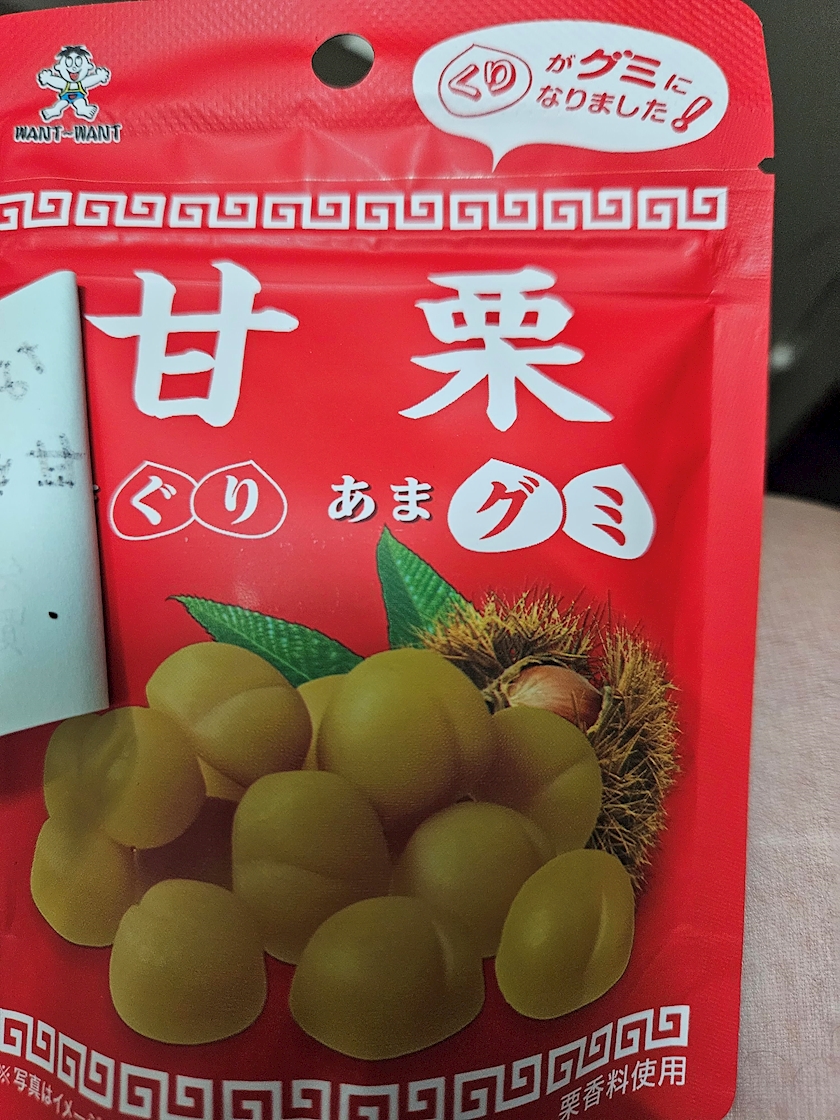 WANT~WANT
くりがグミに
なりました!
甘栗
ぐり あまグミ
※写真はイメージ
栗香料使用